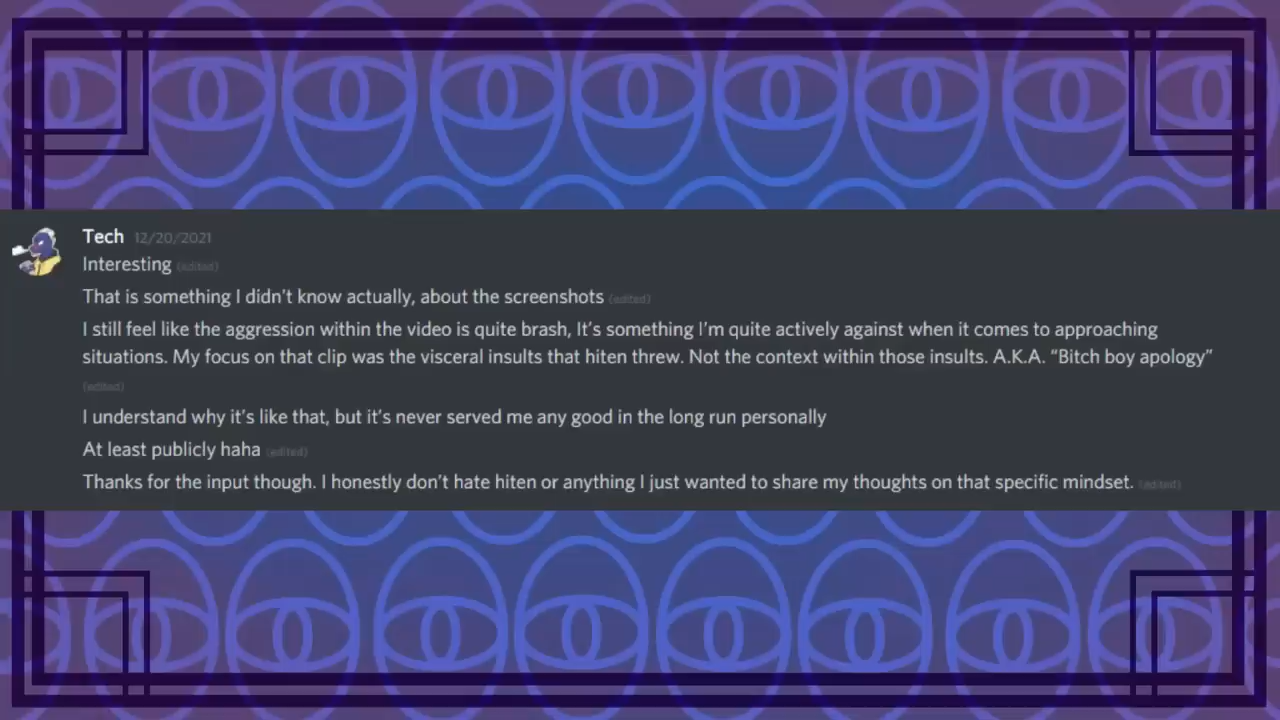 Tech 12/20/2021
Interesting (edited)
That is something I didn't know actually, about the screenshots (edited)
I still feel like the aggression within the video is quite brash, It's something I'm quite actively against when it comes to approaching
situations. My focus on that clip was the visceral insults that hiten threw. Not the context within those insults. A.K.A. “Bitch boy apology”
(edited)
I understand why it's like that, but it's never served me any good in the long run personally
At least publicly haha (edited)
Thanks for the input though. I honestly don't hate hiten or anything I just wanted to share my thoughts on that specific mindset. (edited)